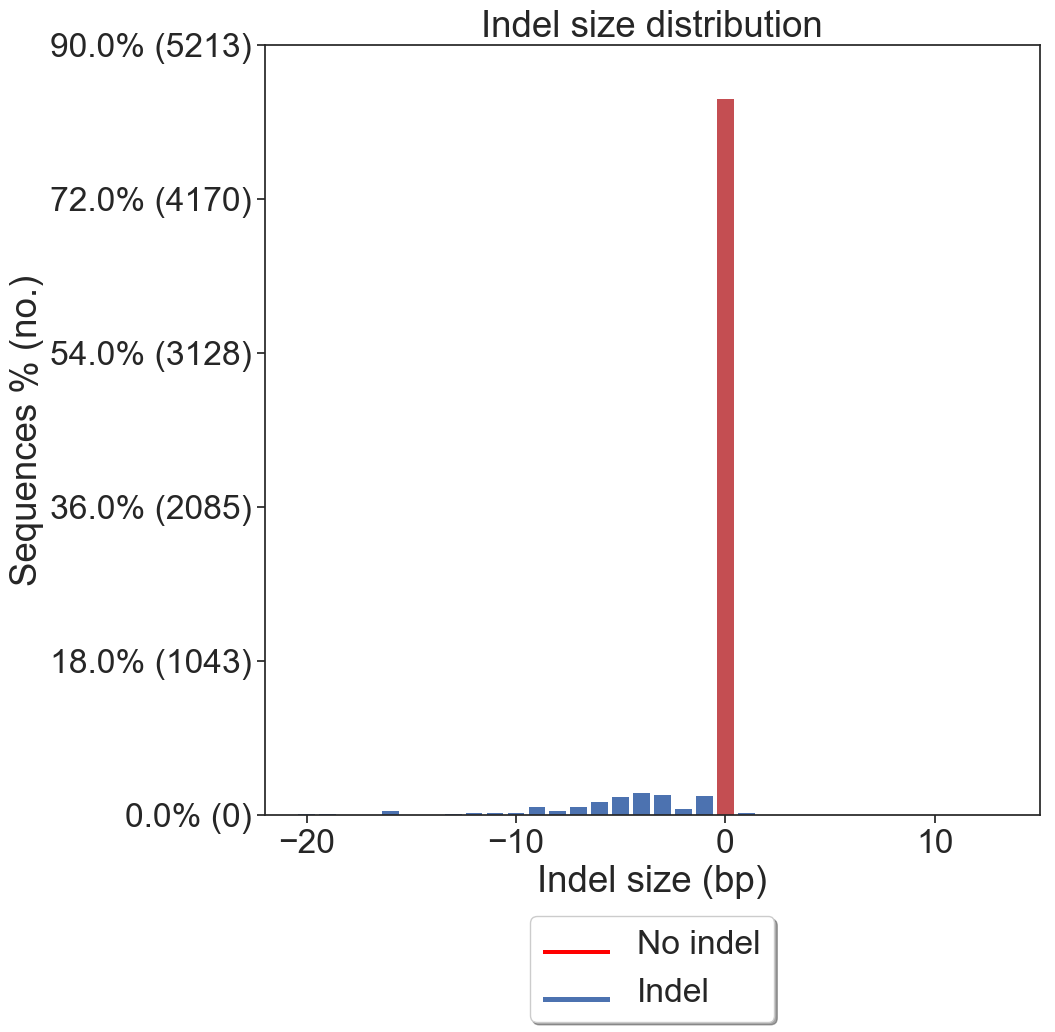 Indel size distribution
90.0% (5213)
72.0% (4170)
54.0% (3128)
36.0% (2085)
18.0% (1043)
0.0% (0)
Sequences % (no.)
−20 −10 0 10
Indel size (bp)
No indel
Indel